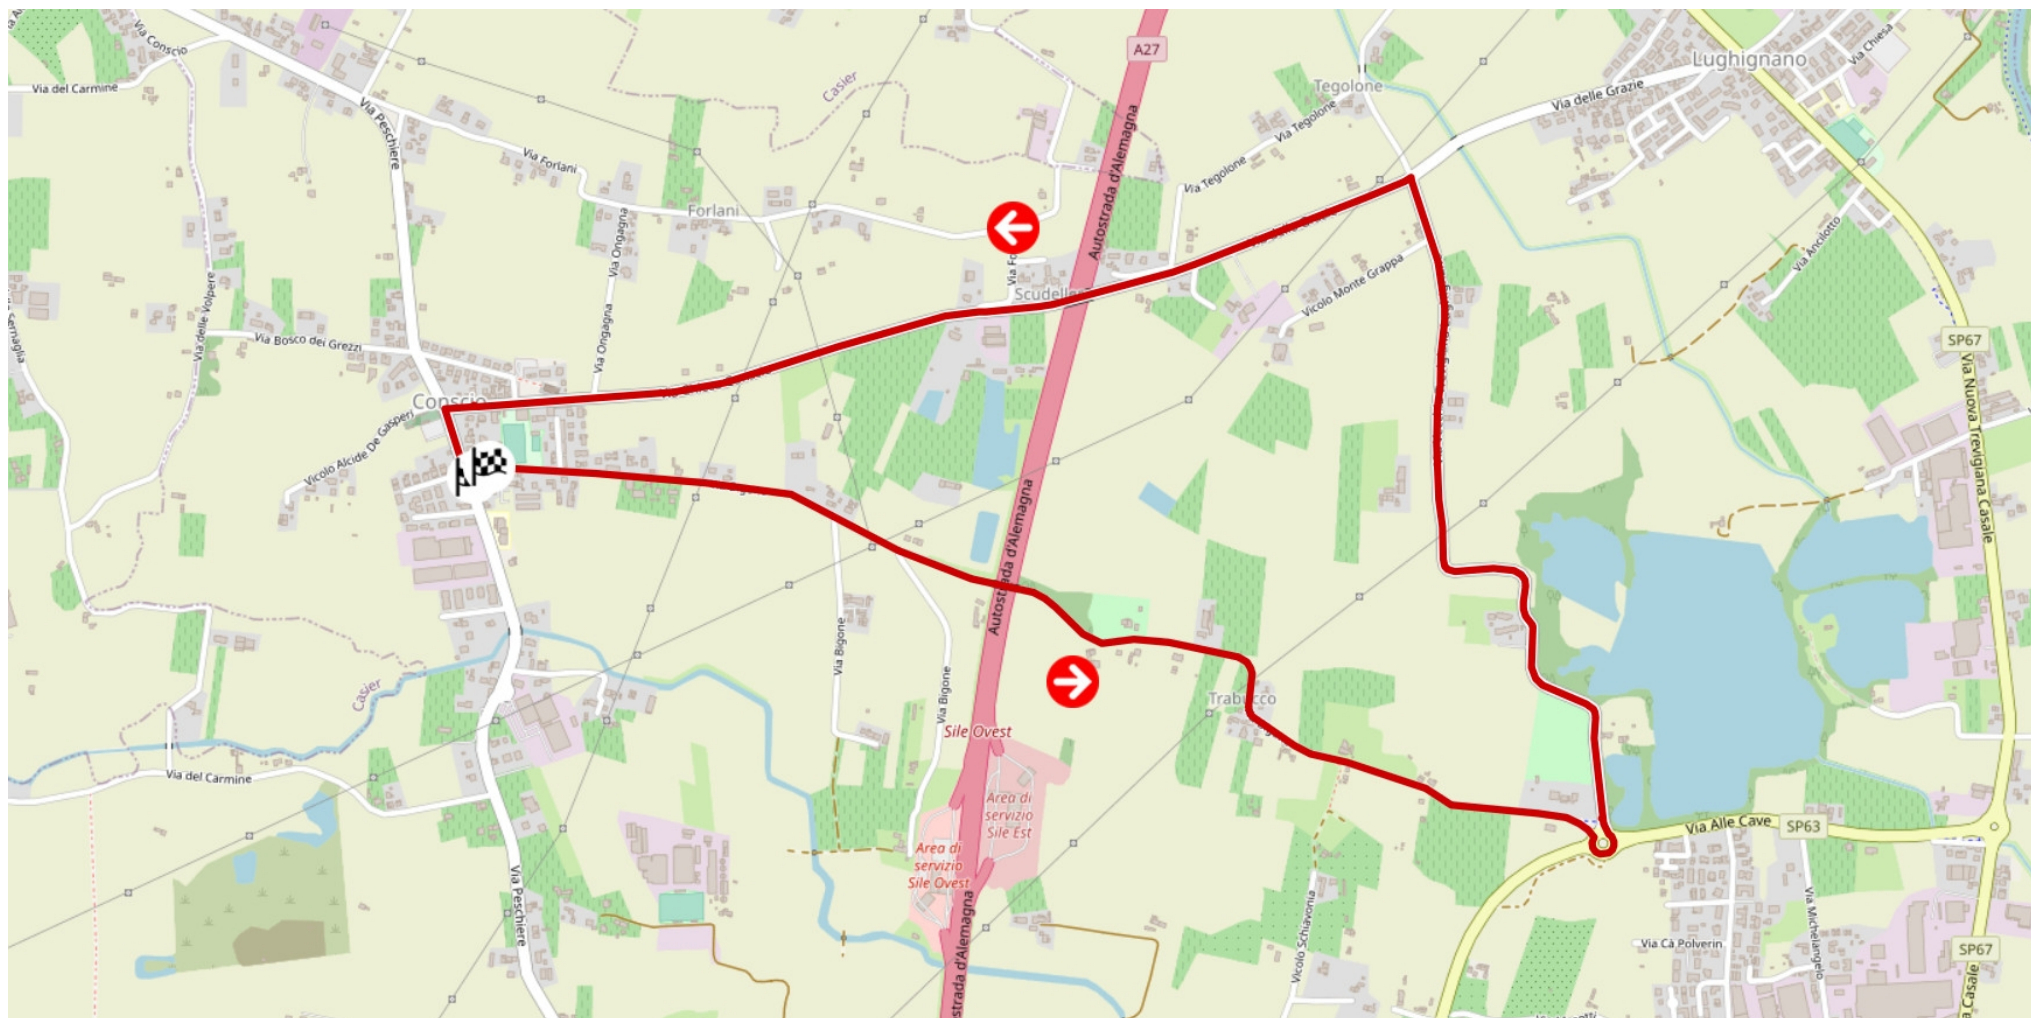 Via Conscio
Via del Carmine
Via Peschiere
Casier
A27
Autostrada d'Alemagna
Tegolone
Via Tegolone
Via Tegolone
Via delle Grazie
Lughignano
Via Chiesa
Via Forlani
Forlani
Via Ongagna
Via Ongagna
Via delle Volpere
Via Bosco dei Grezzi
Vicolo Monte Grappa
Via Ancilotto
SP67
Via Nuova Trevigiana Casale
Conscio
Vicolo Alcide De Gasperi
Autostrada d'Alemagna
Via Bigone
Via Bigone
Casier
Trabucco
Sile Ovest
Area di
servizio
Sile Est
Area di
servizio
Sile Ovest
Via del Carmine
Via Peschiere
Via Alle Cave
SP63
Vicolo Schiavonia
Via Cà Polverin
Via Michelangelo
SP67